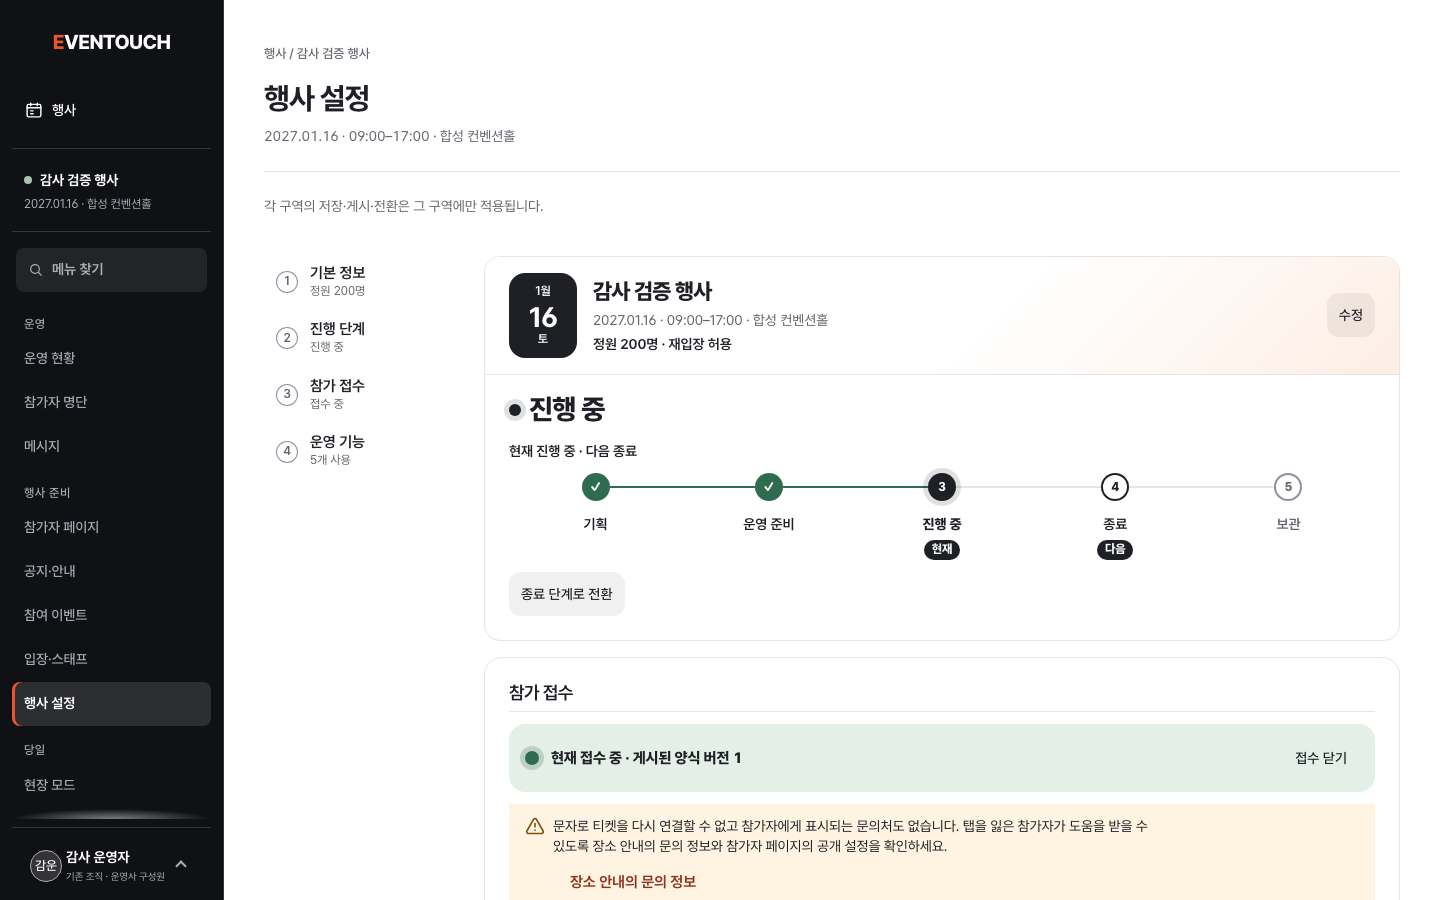 EVENTOUCH
행사
감사 검증 행사
2027.01.16 · 합성 컨벤션홀
메뉴 찾기
운영
운영 현황
참가자 명단
메시지
행사 준비
참가자 페이지
공지·안내
참여 이벤트
입장·스태프
행사 설정
당일
현장 모드
감운
감사 운영자
기존 조직 · 운영사 구성원
행사 / 감사 검증 행사
행사 설정
2027.01.16 · 09:00–17:00 · 합성 컨벤션홀
각 구역의 저장·게시·전환은 그 구역에만 적용됩니다.
1
기본 정보
정원 200명
2
진행 단계
진행 중
3
참가 접수
접수 중
4
운영 기능
5개 사용
1월
16
토
감사 검증 행사
2027.01.16 · 09:00–17:00 · 합성 컨벤션홀
정원 200명 · 재입장 허용
수정
진행 중
현재 진행 중 · 다음 종료
3 4 5
기획 운영 준비 진행 중 종료 보관
현재 다음
종료 단계로 전환
참가 접수
현재 접수 중 · 게시된 양식 버전 1
접수 닫기
문자로 티켓을 다시 연결할 수 없고 참가자에게 표시되는 문의처도 없습니다. 탭을 잃은 참가자가 도움을 받을 수
있도록 장소 안내의 문의 정보와 참가자 페이지의 공개 설정을 확인하세요.
장소 안내의 문의 정보